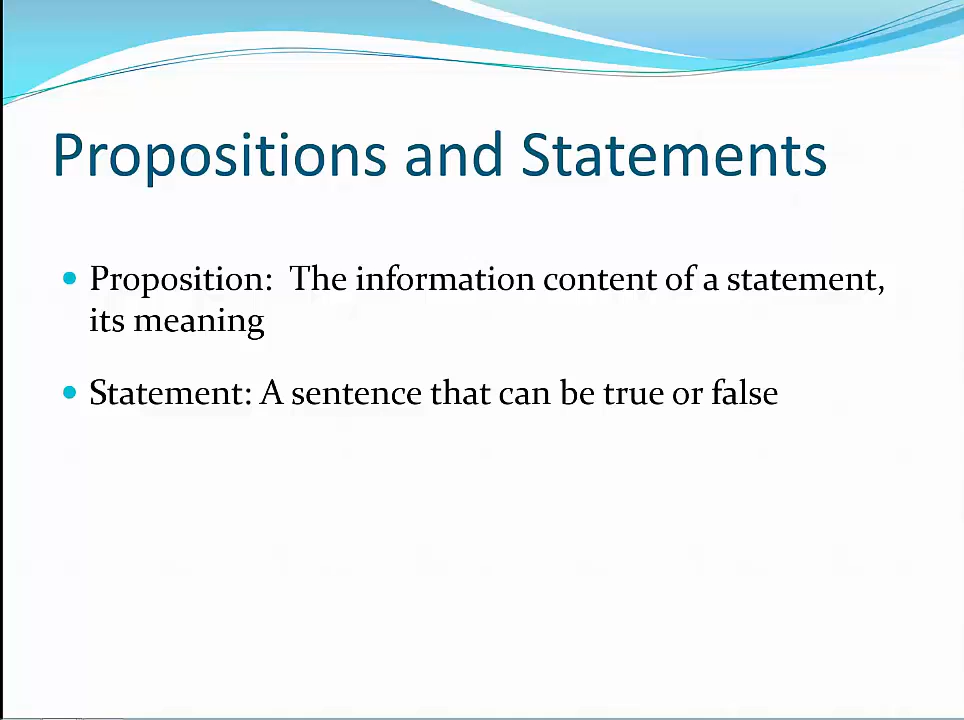 Propositions and Statements
• Proposition:  The information content of a statement,
its meaning
• Statement: A sentence that can be true or false